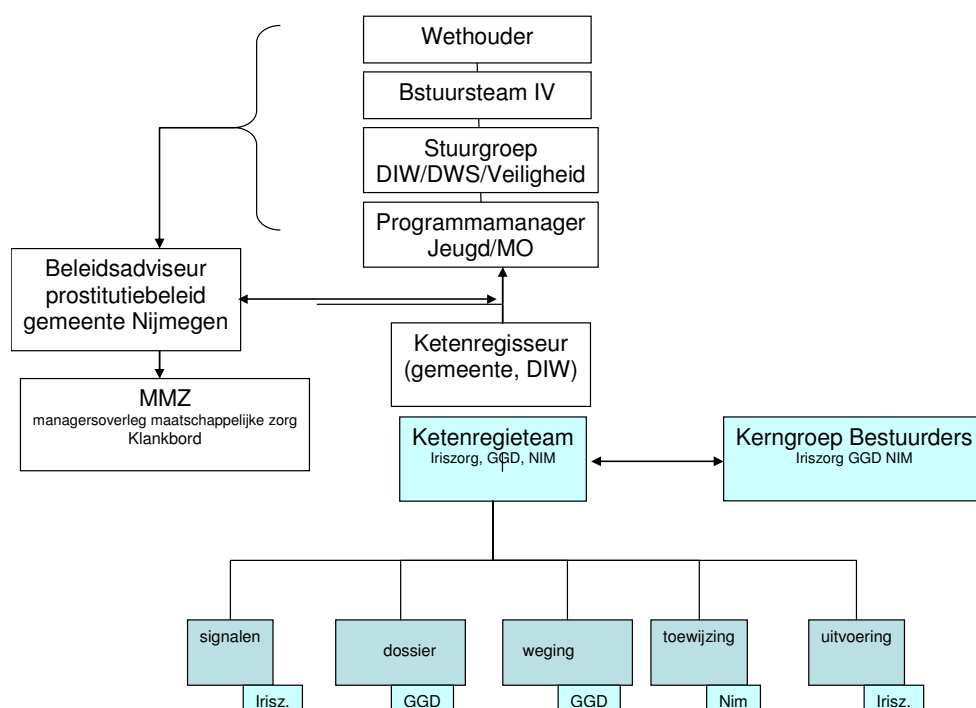 Wethouder
Bstuursteam IV
Stuurgroep
DIW/DWS/Veiligheid
Programmamanager
Jeugd/MO
Beleidsadviseur
prostitutiebeleid
gemeente Nijmegen
Ketenregisseur
(gemeente, DIW)
MMZ
managersoverleg maatschappelijke zorg
Klankbord
Ketenregieteam
Iriszorg, GGD, NIM
Kerngroep Bestuurders
Iriszorg GGD NIM
signalen
dossier
weging
toewijzing
uitvoering
Irisz.
GGD
GGD
Nim
Irisz.